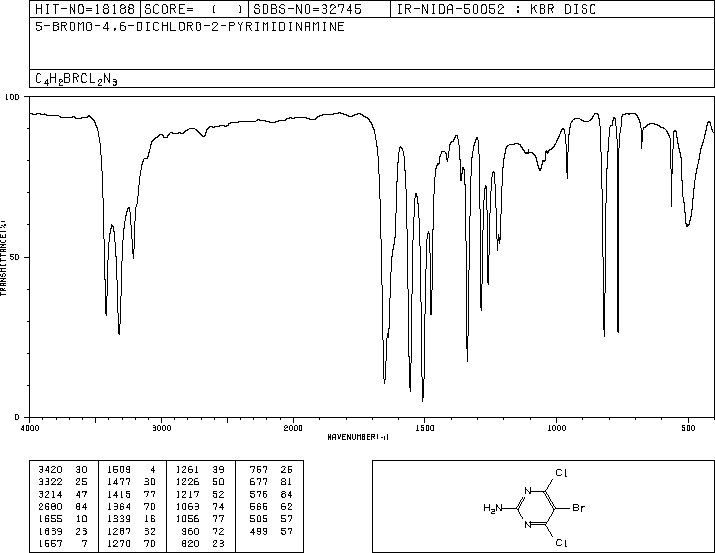 HIT-NO=18188 SCORE= ( ) SDBS-NO=32745 IR-NIDA-50052 : KBR DISC
5-BROMO-4,6-DICHLORO-2-PYRIMIDINAMINE
C4H2BRCL2N3
100
50
0
TRANSMITTANCE(%)
4000 3000 2000 1500 1000 500
WAVENUMBER(-1)
3420 30 1509 4 1261 39 767 25
3322 25 1477 30 1226 50 677 81
3214 47 1415 77 1217 52 576 84
2680 84 1364 70 1063 74 566 62
1655 10 1339 16 1056 77 505 57
1639 23 1287 32 960 72 499 57
1557 7 1270 70 820 23
Cl
N
H2N
Br
N
Cl